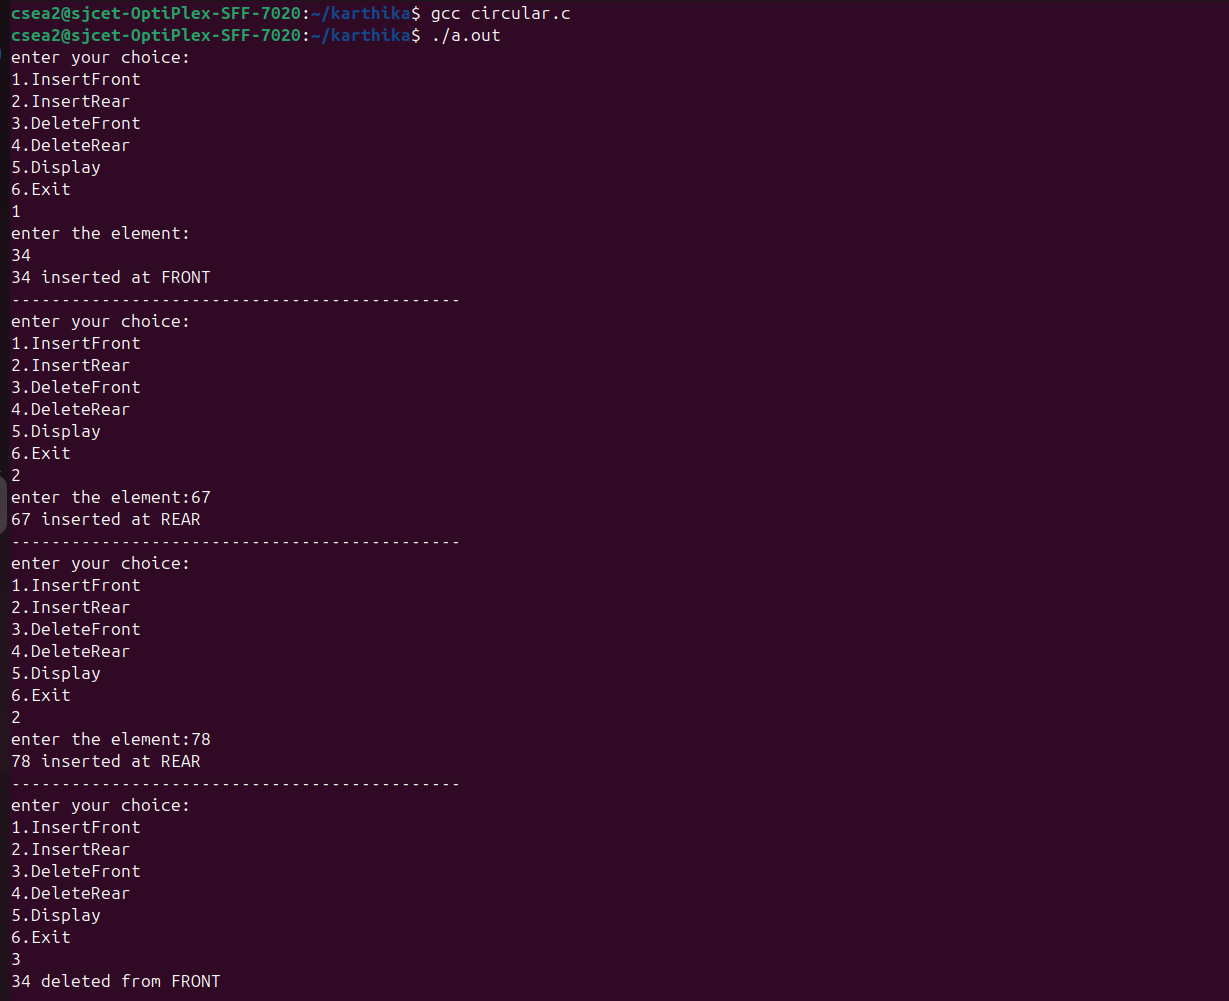 csea2@sjcet-OptiPlex-SFF-7020:~/karthika$ gcc circular.c
csea2@sjcet-OptiPlex-SFF-7020:~/karthika$ ./a.out
enter your choice:
1.InsertFront
2.InsertRear
3.DeleteFront
4.DeleteRear
5.Display
6.Exit
1
enter the element:
34
34 inserted at FRONT
---------------------------------------------
enter your choice:
1.InsertFront
2.InsertRear
3.DeleteFront
4.DeleteRear
5.Display
6.Exit
2
enter the element:67
67 inserted at REAR
---------------------------------------------
enter your choice:
1.InsertFront
2.InsertRear
3.DeleteFront
4.DeleteRear
5.Display
6.Exit
2
enter the element:78
78 inserted at REAR
---------------------------------------------
enter your choice:
1.InsertFront
2.InsertRear
3.DeleteFront
4.DeleteRear
5.Display
6.Exit
3
34 deleted from FRONT